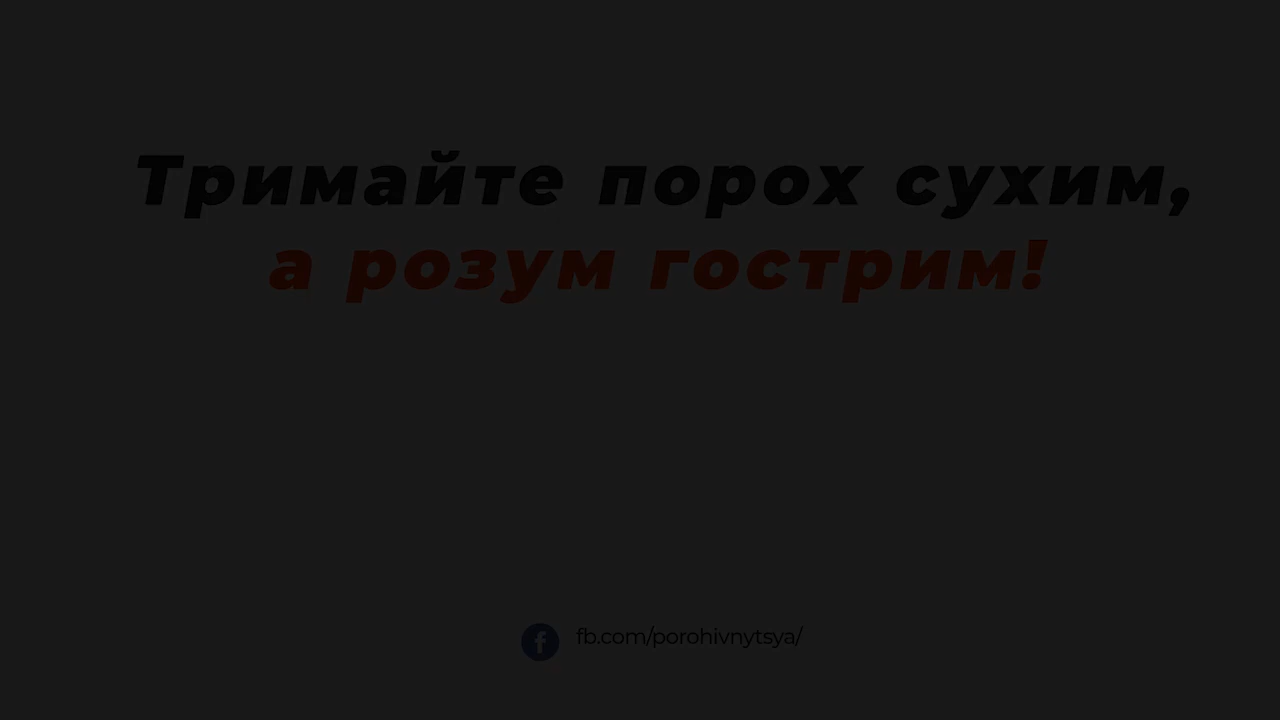 Тримайте порох сухим,
а розум гострим!
fb.com/porohivnytsya/